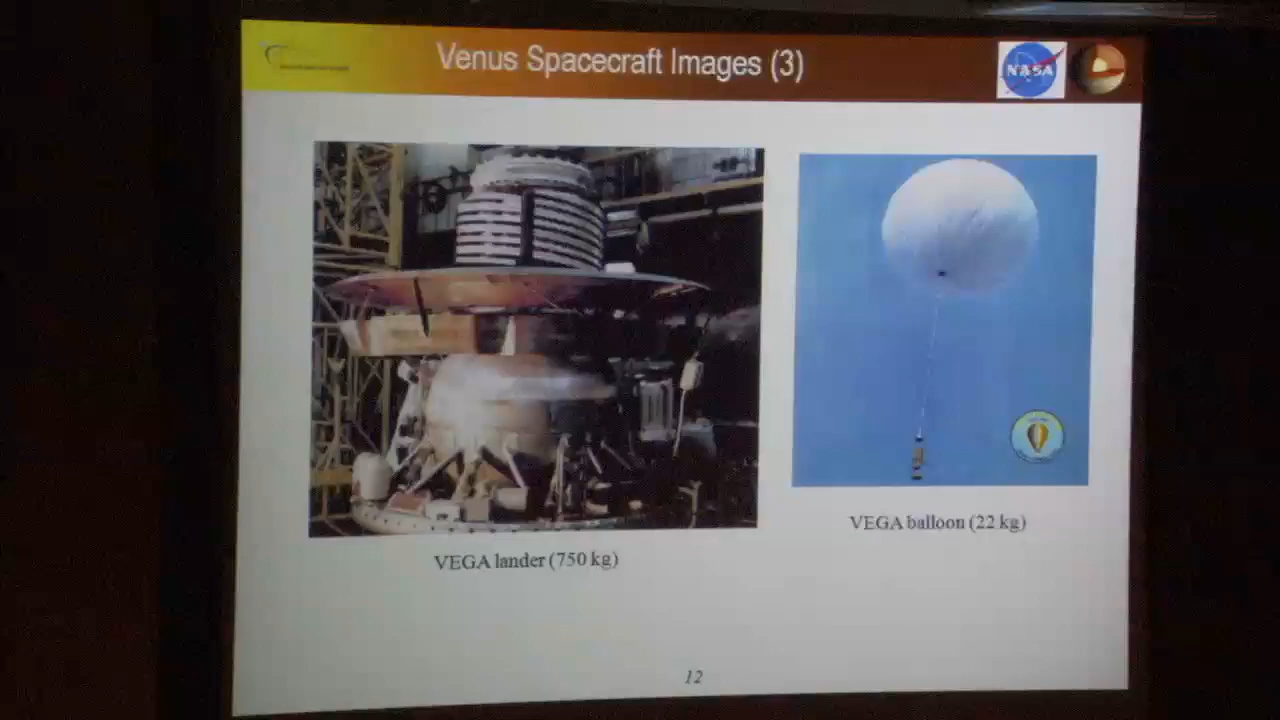 Venus Spacecraft Images (3)
NASA
VEGA lander (750 kg)
VEGA balloon (22 kg)
12